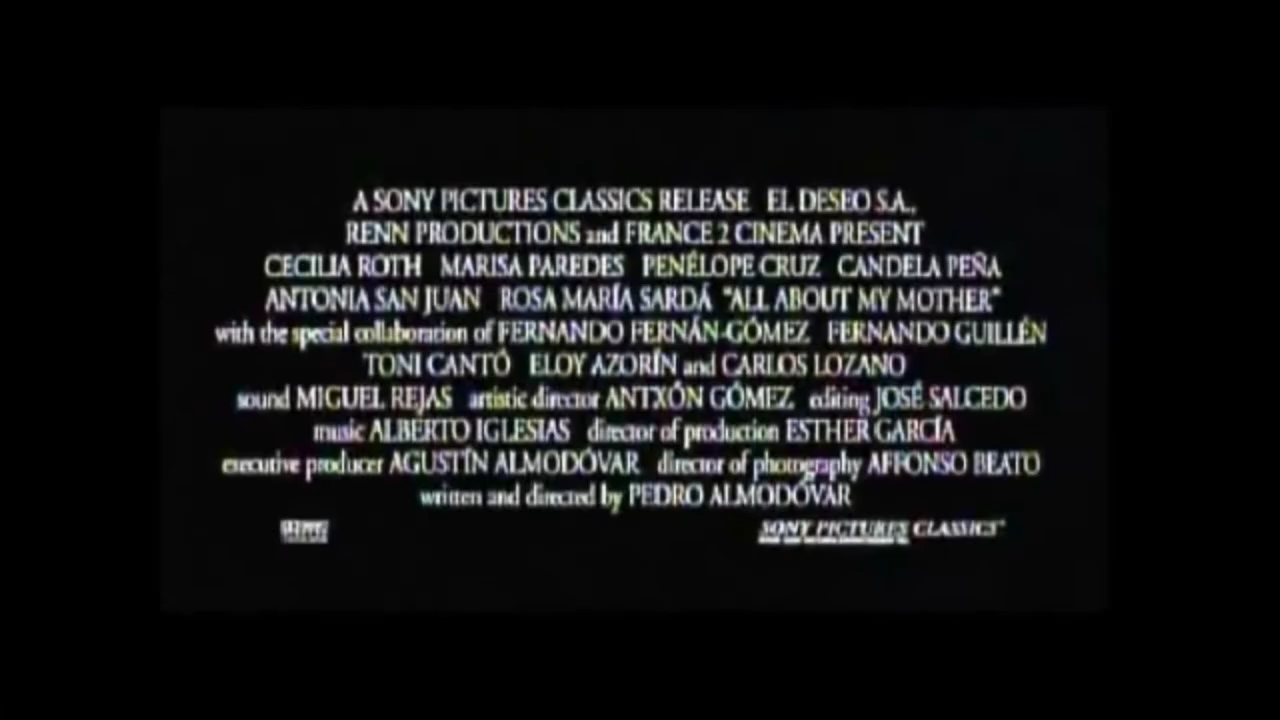 A SONY PICTURES CLASSICS RELEASE EL DESEO S.A.,
RENN PRODUCTIONS and FRANCE 2 CINEMA PRESENT
CECILIA ROTH MARISA PAREDES PENÉLOPE CRUZ CANDELA PEÑA
ANTONIA SAN JUAN ROSA MARÍA SARDÁ "ALL ABOUT MY MOTHER"
with the special collaboration of FERNANDO FERNÁN-GÓMEZ FERNANDO GUILLÉN
TONI CANTÓ ELOY AZORÍN and CARLOS LOZANO
sound MIGUEL REJAS artistic director ANTXÓN GÓMEZ editing JOSÉ SALCEDO
music ALBERTO IGLESIAS director of production ESTHER GARCÍA
executive producer AGUSTÍN ALMODÓVAR director of photography AFFONSO BEATO
written and directed by PEDRO ALMODÓVAR
SONY PICTURES CLASSICS